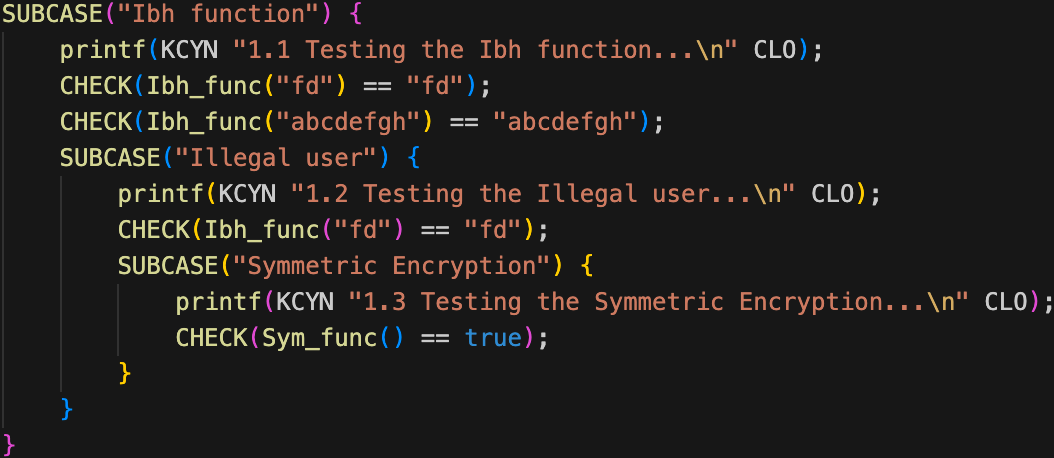 SUBCASE("Ibh function") {
printf(KCYN "1.1 Testing the Ibh function...\n" CLO);
CHECK(Ibh_func("fd") == "fd");
CHECK(Ibh_func("abcdefgh") == "abcdefgh");
SUBCASE("Illegal user") {
printf(KCYN "1.2 Testing the Illegal user...\n" CLO);
CHECK(Ibh_func("fd") == "fd");
SUBCASE("Symmetric Encryption") {
printf(KCYN "1.3 Testing the Symmetric Encryption...\n" CLO);
CHECK(Sym_func() == true);
}
}
}